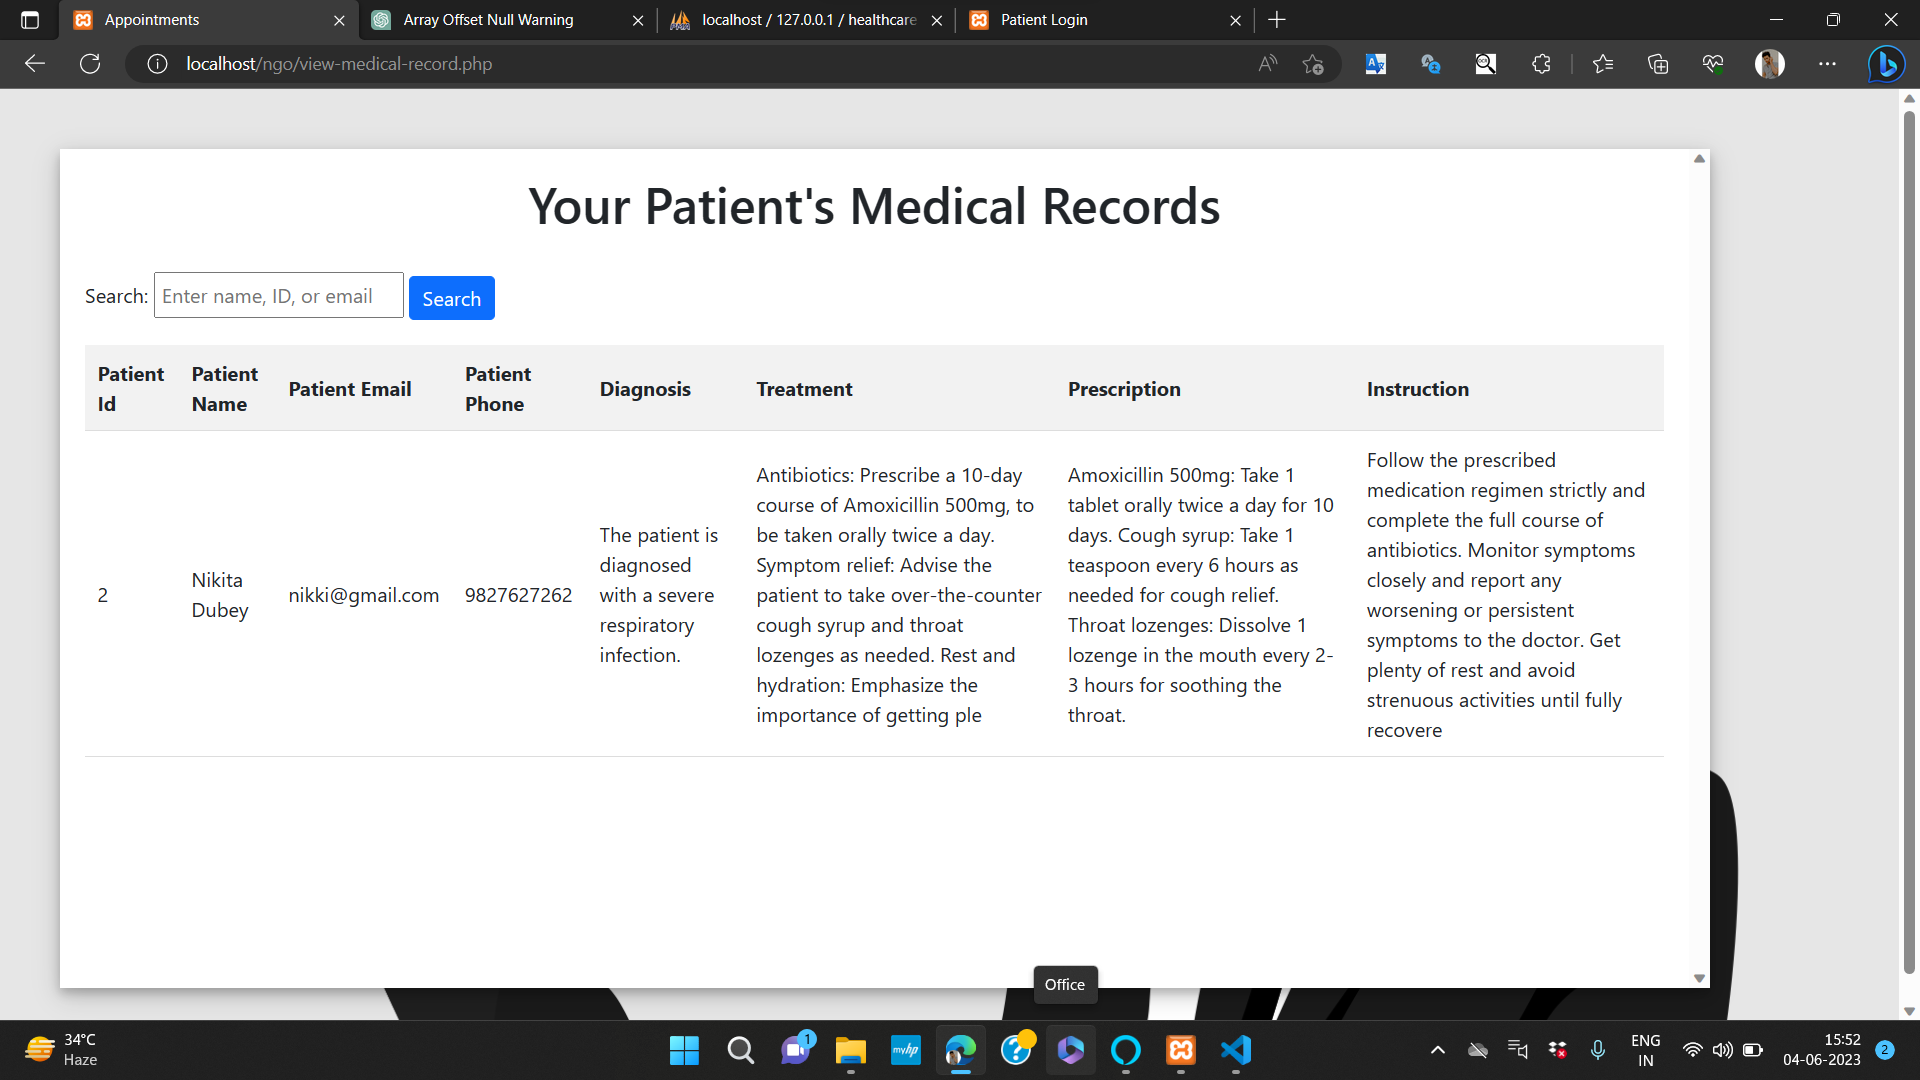 Appointments
Array Offset Null Warning
localhost / 127.0.0.1 / healthcare
Patient Login
localhost/ngo/view-medical-record.php
Your Patient's Medical Records
Search: Enter name, ID, or email Search
Patient Id
Patient Name
Patient Email
Patient Phone
Diagnosis
Treatment
Prescription
Instruction
2
Nikita
Dubey
nikki@gmail.com
9827627262
The patient is
diagnosed
with a severe
respiratory
infection.
Antibiotics: Prescribe a 10-day
course of Amoxicillin 500mg, to
be taken orally twice a day.
Symptom relief: Advise the
patient to take over-the-counter
cough syrup and throat
lozenges as needed. Rest and
hydration: Emphasize the
importance of getting ple
Amoxicillin 500mg: Take 1
tablet orally twice a day for 10
days. Cough syrup: Take 1
teaspoon every 6 hours as
needed for cough relief.
Throat lozenges: Dissolve 1
lozenge in the mouth every 2-
3 hours for soothing the
throat.
Follow the prescribed
medication regimen strictly and
complete the full course of
antibiotics. Monitor symptoms
closely and report any
worsening or persistent
symptoms to the doctor. Get
plenty of rest and avoid
strenuous activities until fully
recovere
Office
34°C
Haze
1
myhp
ENG
IN
15:52
04-06-2023
2